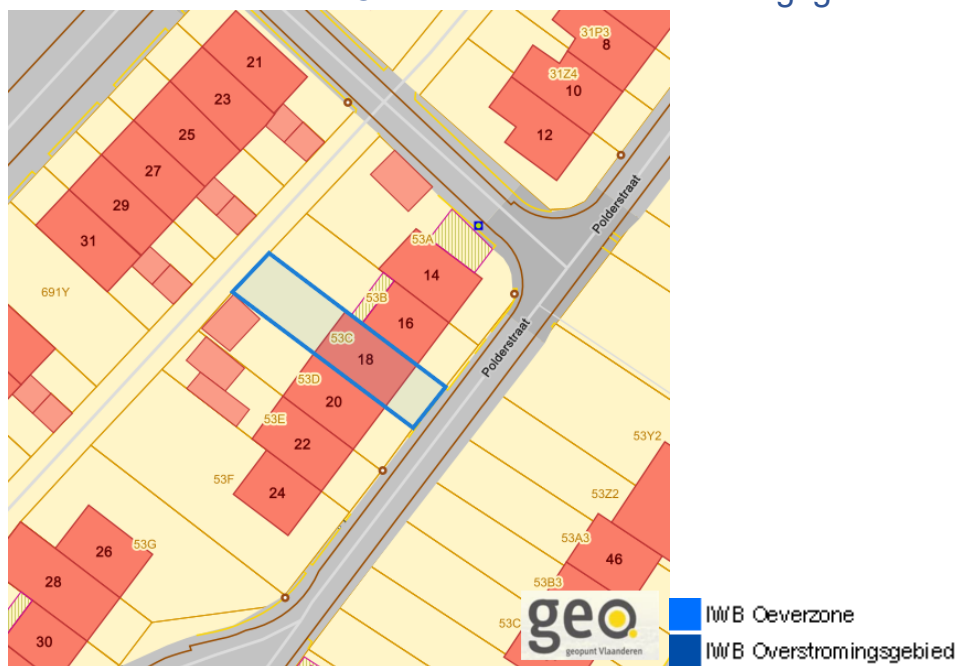 31P3
8
21
31Z4
10
23
25
12
27
29
Polderstraat
31
53A
14
691Y
53B
16
53C
18
Polderstraat
53D
20
53E
22
53Y2
53F
24
53Z2
53A3
26
53G
46
28
53B3
30
53C
geo.
geopunt Vlaanderen
IWB Oeverzone
IWB Overstromingsgebied